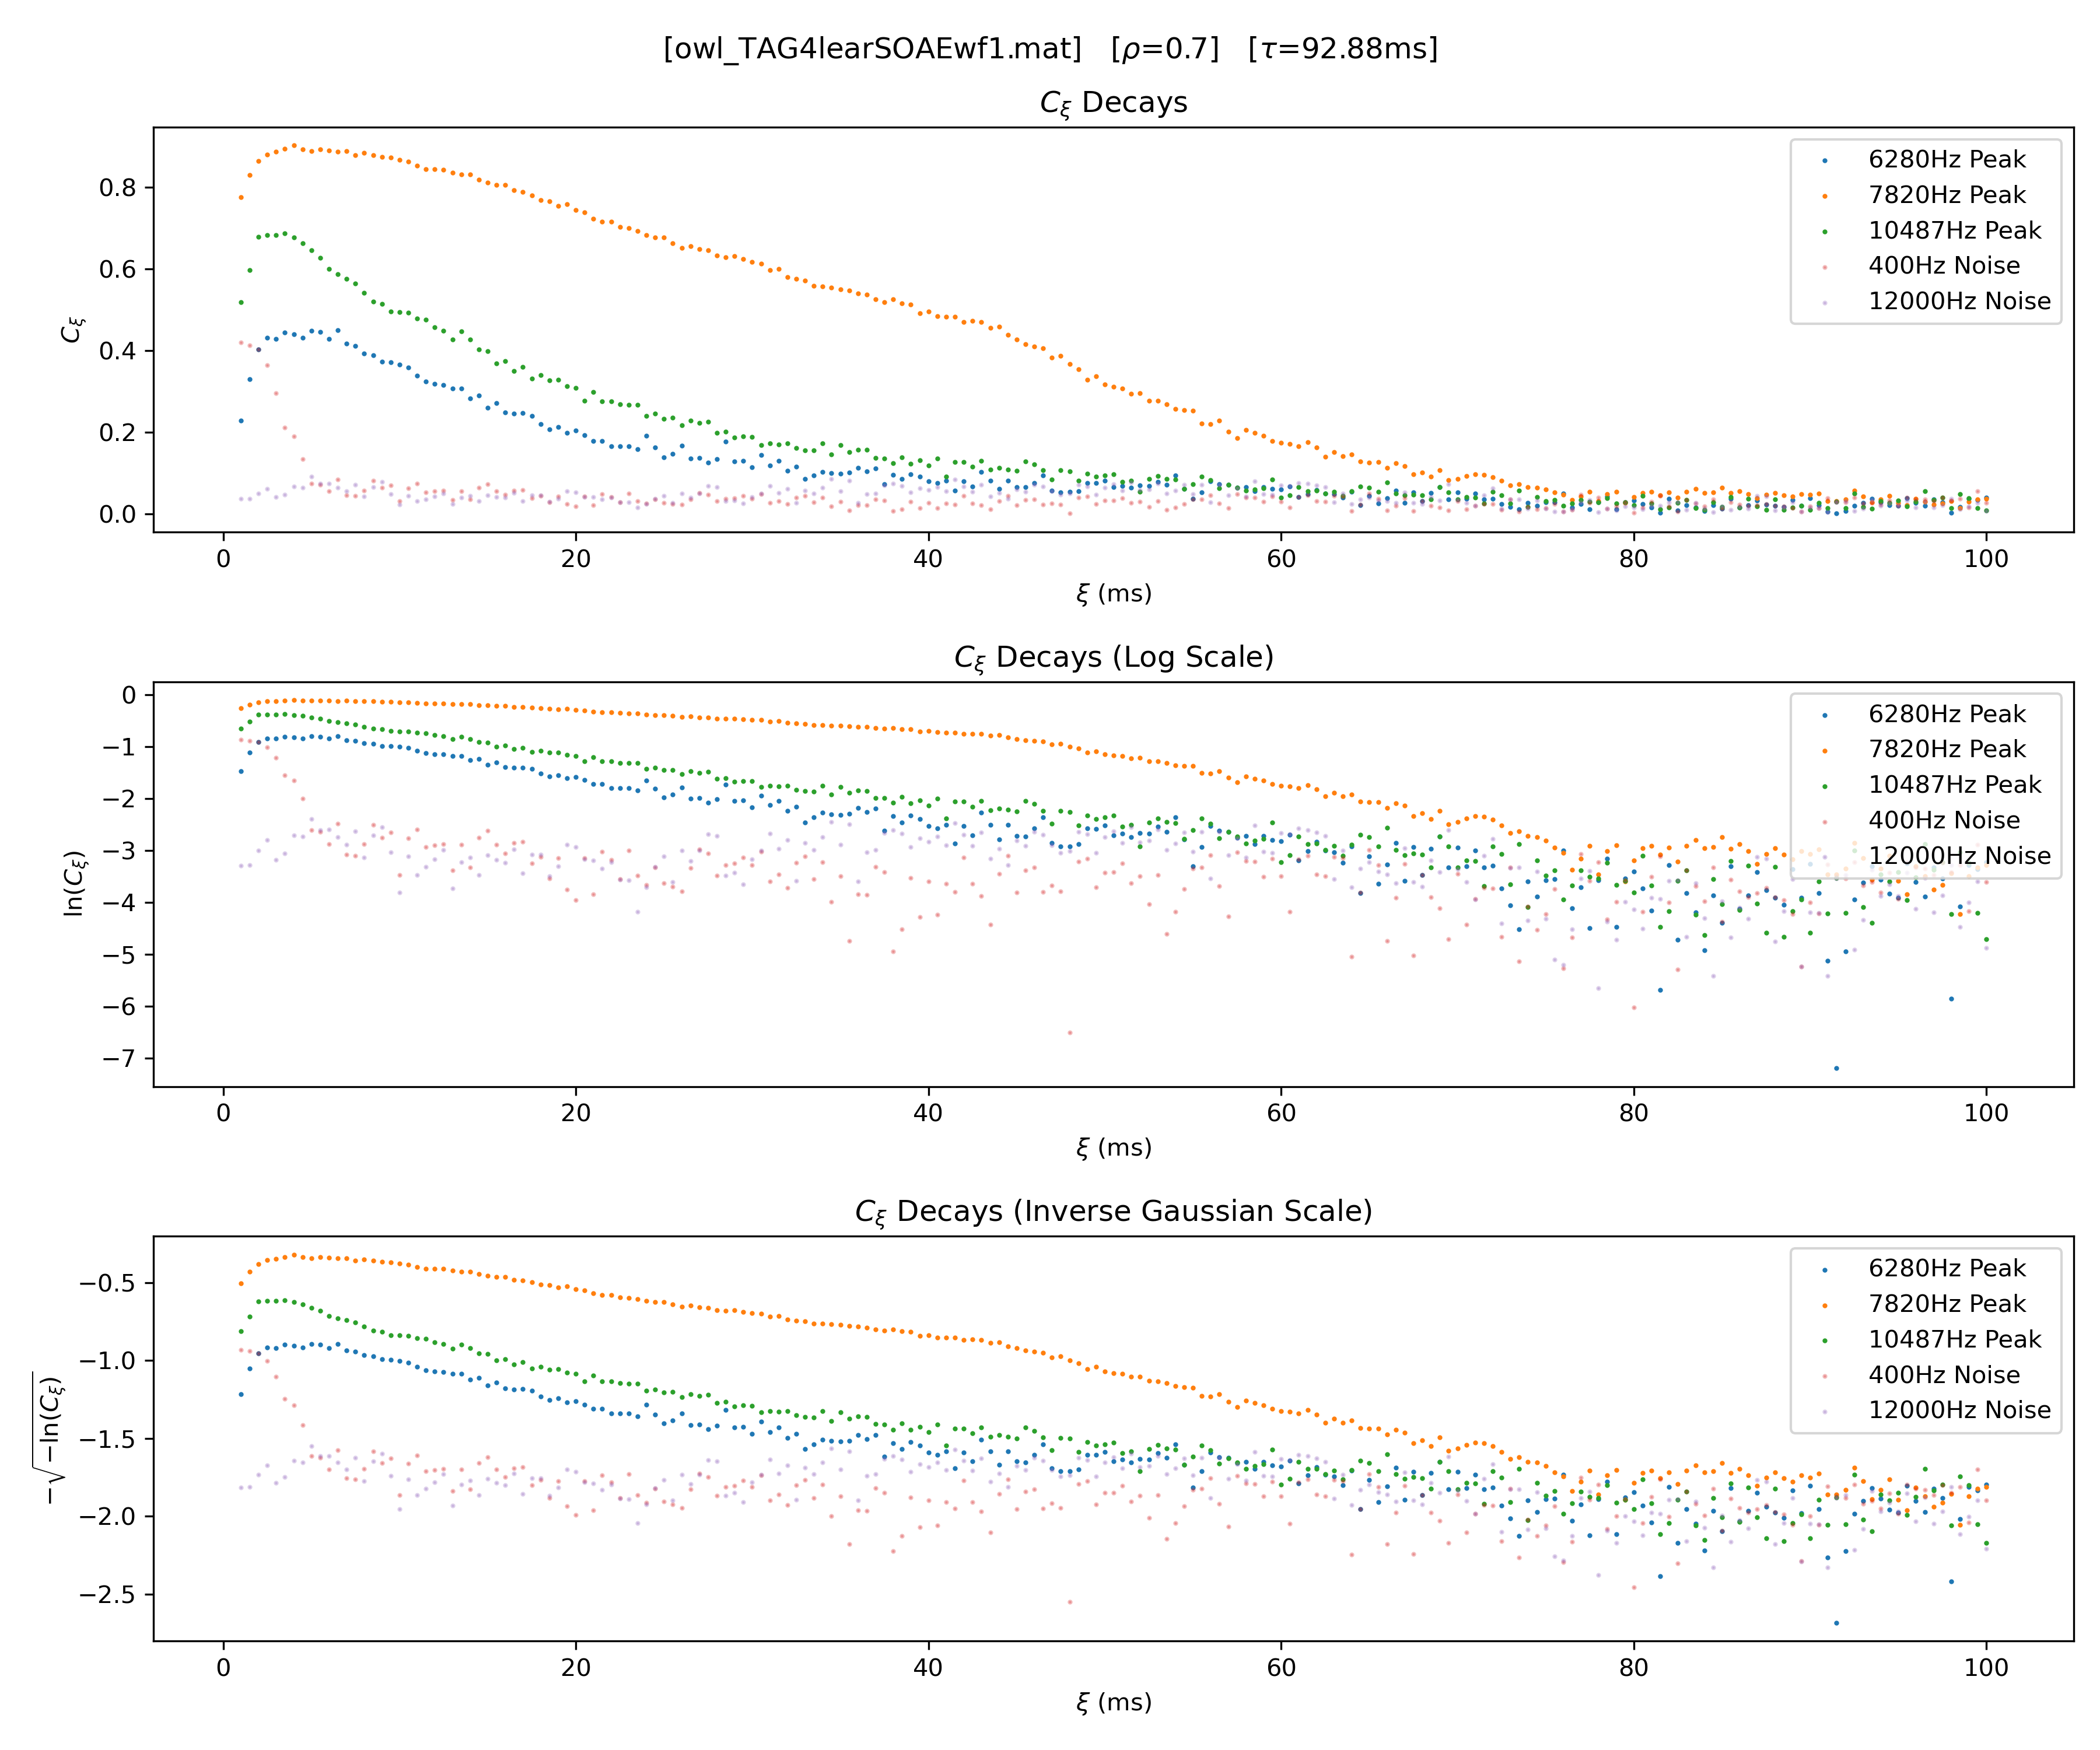 [owl_TAG4learSOAEwf1.mat] [ρ=0.7] [τ=92.88ms]
C_ξ Decays
C_ξ
0.8
0.6
0.4
0.2
0.0
6280Hz Peak
7820Hz Peak
10487Hz Peak
400Hz Noise
12000Hz Noise
0 20 40 60 80 100
ξ (ms)
C_ξ Decays (Log Scale)
ln(C_ξ)
0
−1
−2
−3
−4
−5
−6
−7
6280Hz Peak
7820Hz Peak
10487Hz Peak
400Hz Noise
12000Hz Noise
0 20 40 60 80 100
ξ (ms)
C_ξ Decays (Inverse Gaussian Scale)
−√−ln(C_ξ)
−0.5
−1.0
−1.5
−2.0
−2.5
6280Hz Peak
7820Hz Peak
10487Hz Peak
400Hz Noise
12000Hz Noise
0 20 40 60 80 100
ξ (ms)